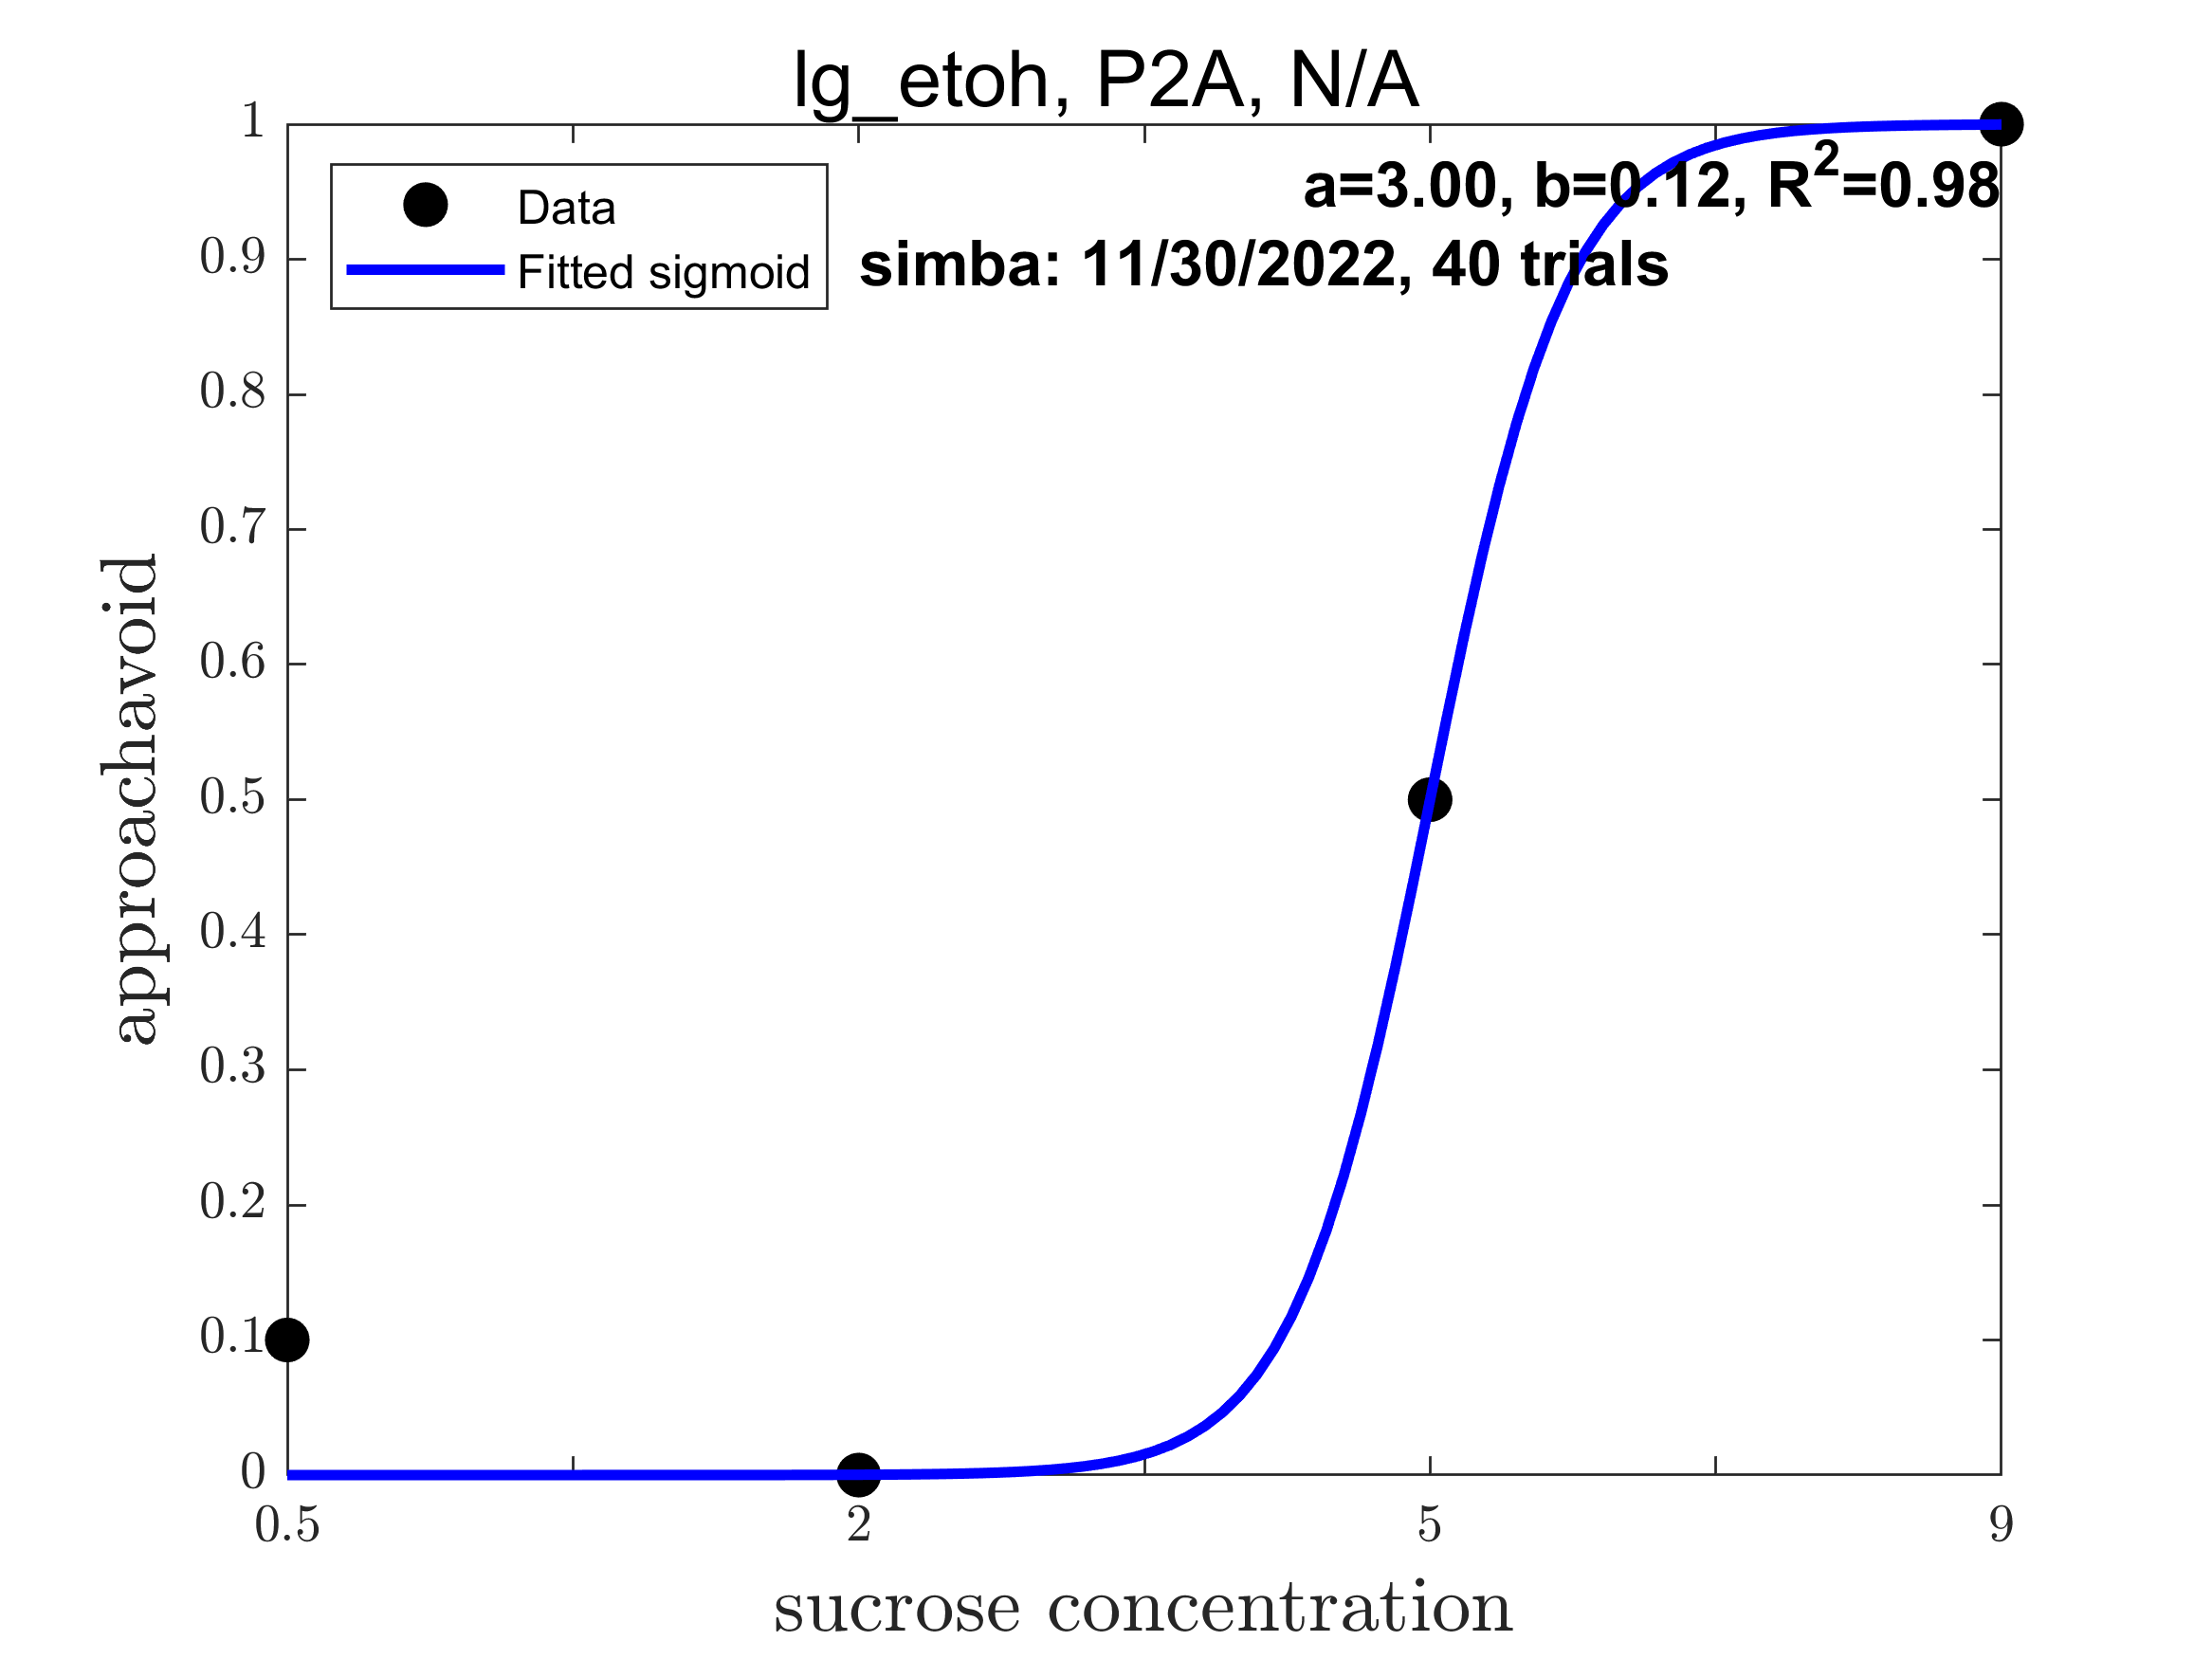 lg_etoh, P2A, N/A
a=3.00, b=0.12, R²=0.98
simba: 11/30/2022, 40 trials
Data
Fitted sigmoid
approachavoid
1
0.9
0.8
0.7
0.6
0.5
0.4
0.3
0.2
0.1
0
0.5 2 5 9
sucrose concentration